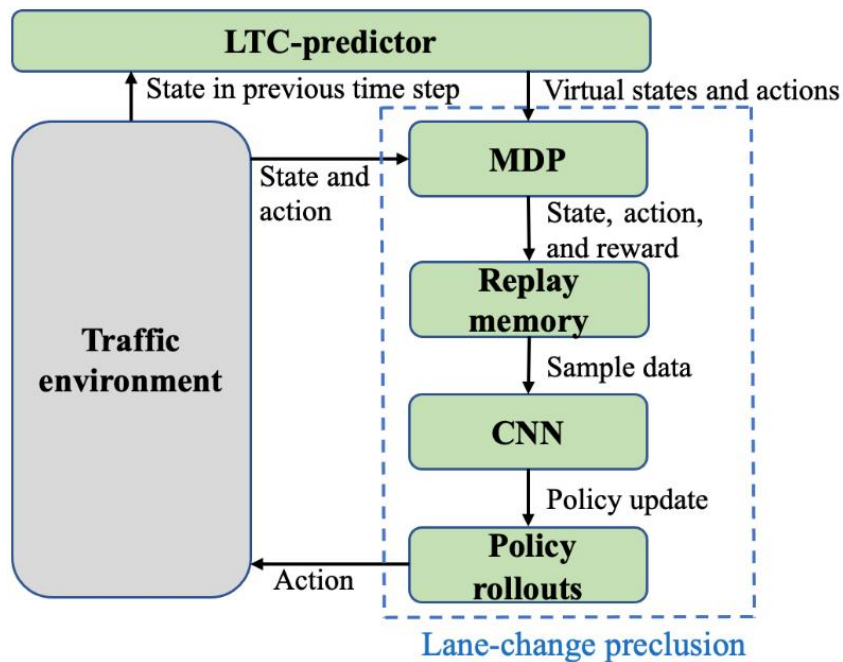 LTC-predictor
State in previous time step
Virtual states and actions
MDP
State and
action
State, action,
and reward
Replay
memory
Traffic
environment
Sample data
CNN
Policy update
Policy
rollouts
Action
Lane-change preclusion